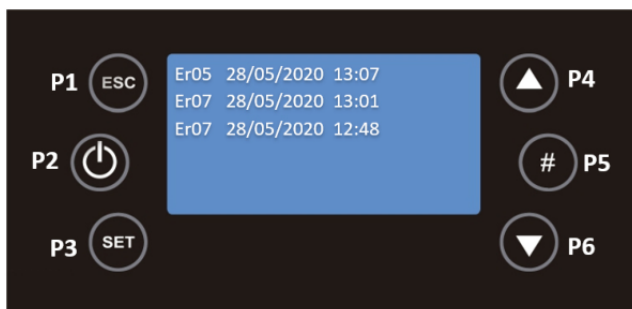 P1 ESC
Er05 28/05/2020 13:07
P4
Er07 28/05/2020 13:01
Er07 28/05/2020 12:48
P2
# P5
P3 SET
P6